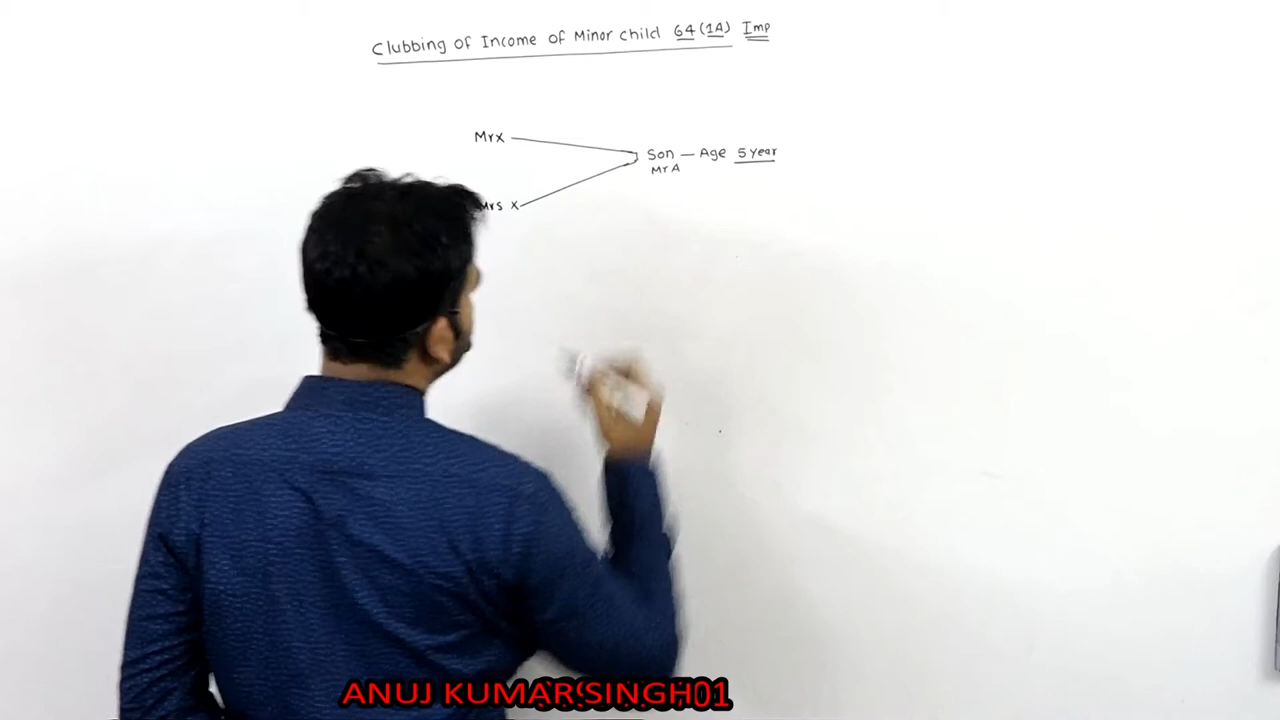 Clubbing of Income of Minor child 64(1A) Imp
Mr X
Son — Age 5 year
Mr A
Mrs X
ANUJ KUMAR SINGH01